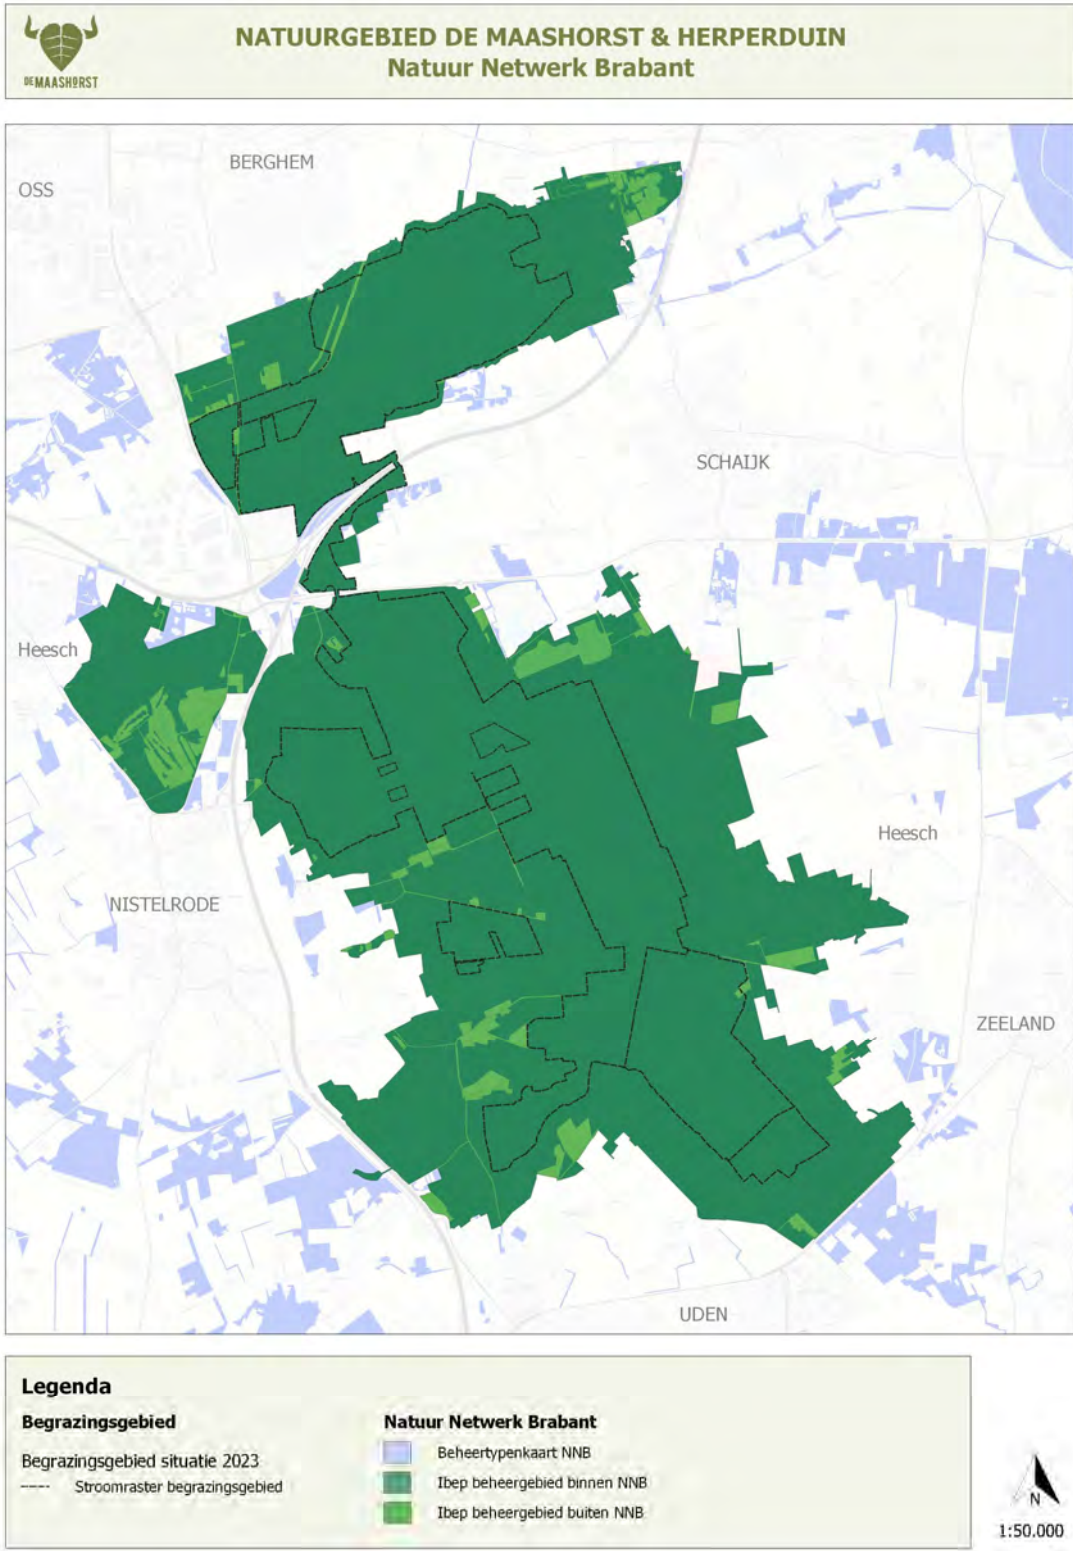 DEMAASHORST
NATUURGEBIED DE MAASHORST & HERPERDUIN
Natuur Netwerk Brabant
BERGHEM
OSS
SCHAIJK
Heesch
Heesch
NISTELRODE
ZEELAND
UDEN
Legenda
Begrazingsgebied
Begrazingsgebied situatie 2023
Stroomraster begrazingsgebied
Natuur Netwerk Brabant
Beheertypenkaart NNB
Ibep beheergebied binnen NNB
Ibep beheergebied buiten NNB
N
1:50.000